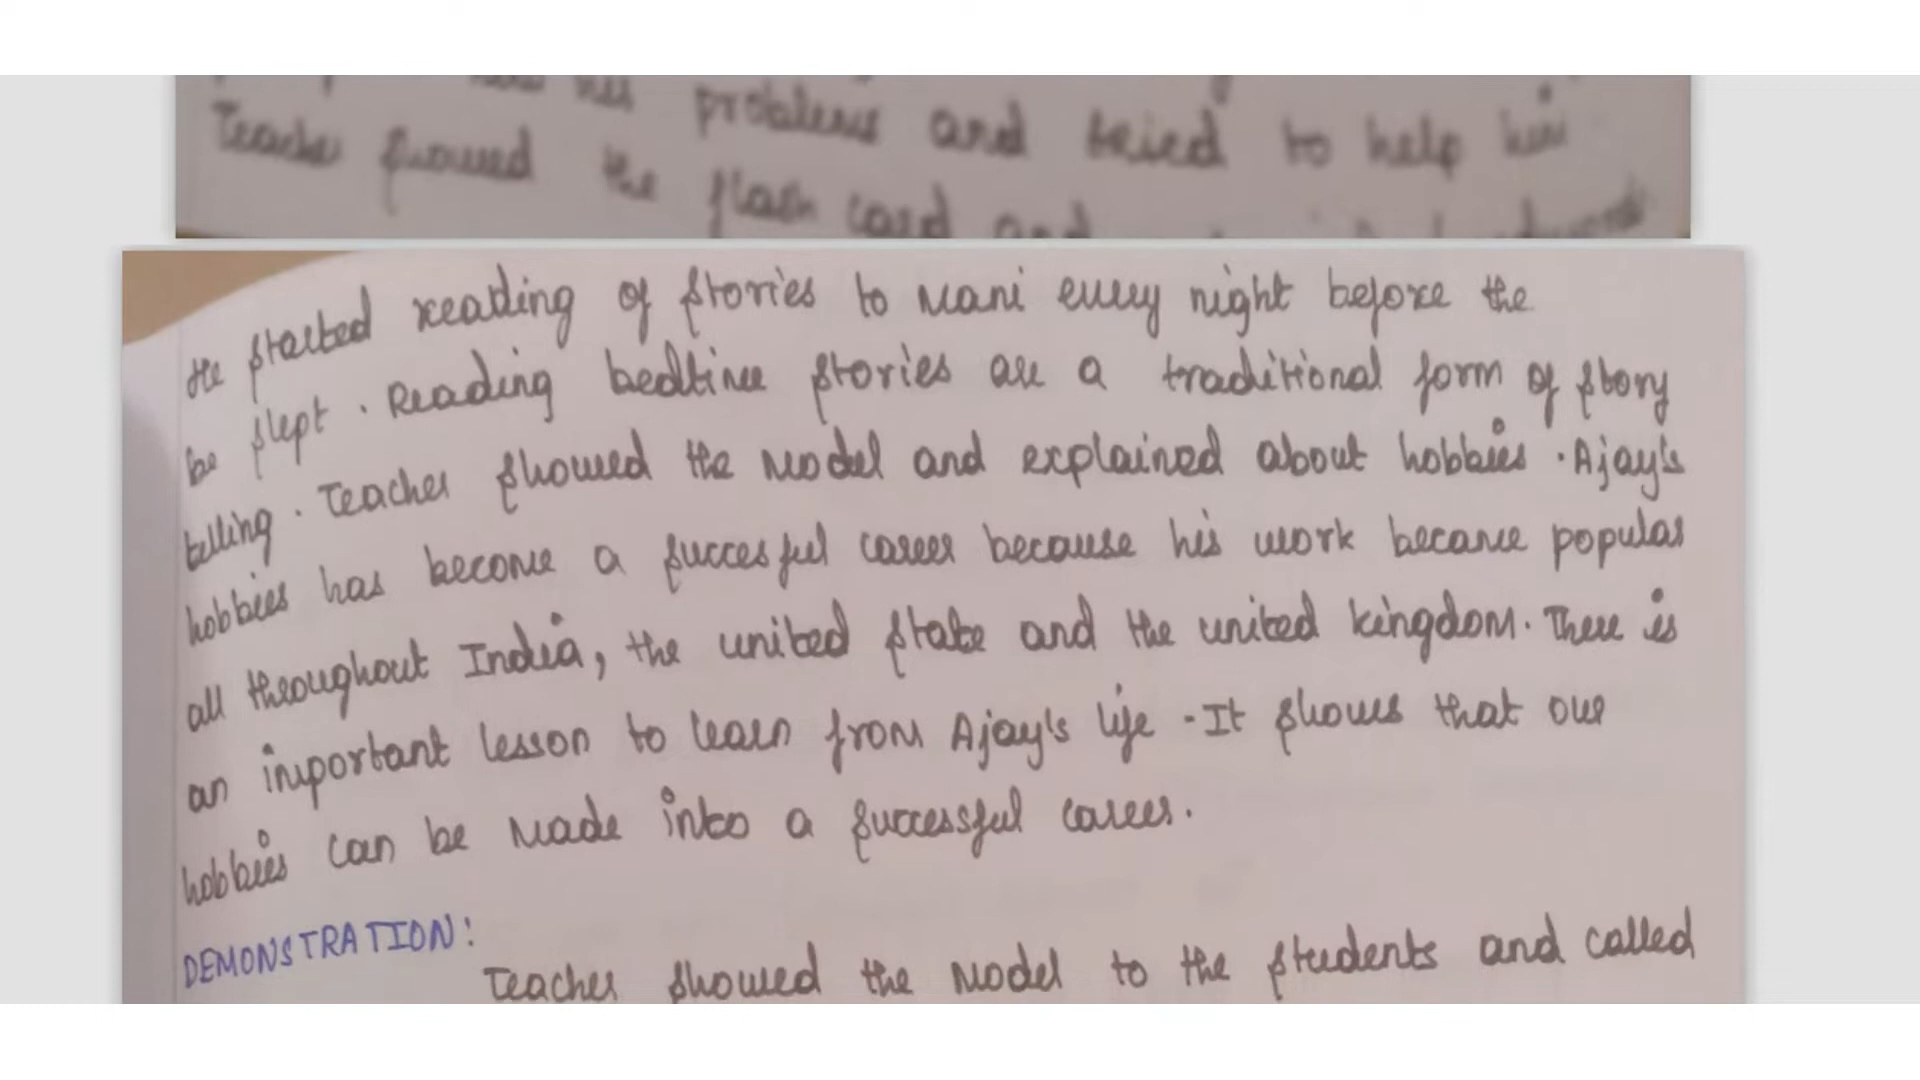 his problems and tried to help him
Teacher showed the flash card and
He started reading of stories to Mani every night before the
be slept. Reading bedtime stories are a traditional form of story
telling. Teacher showed the model and explained about hobbies. Ajay's
hobbies has become a succesful career because his work became popular
all throughout India, the united state and the united kingdom. There is
an important lesson to learn from Ajay's life. It shows that our
hobbies can be made into a successful career.
DEMONSTRATION:
Teacher showed the model to the students and called